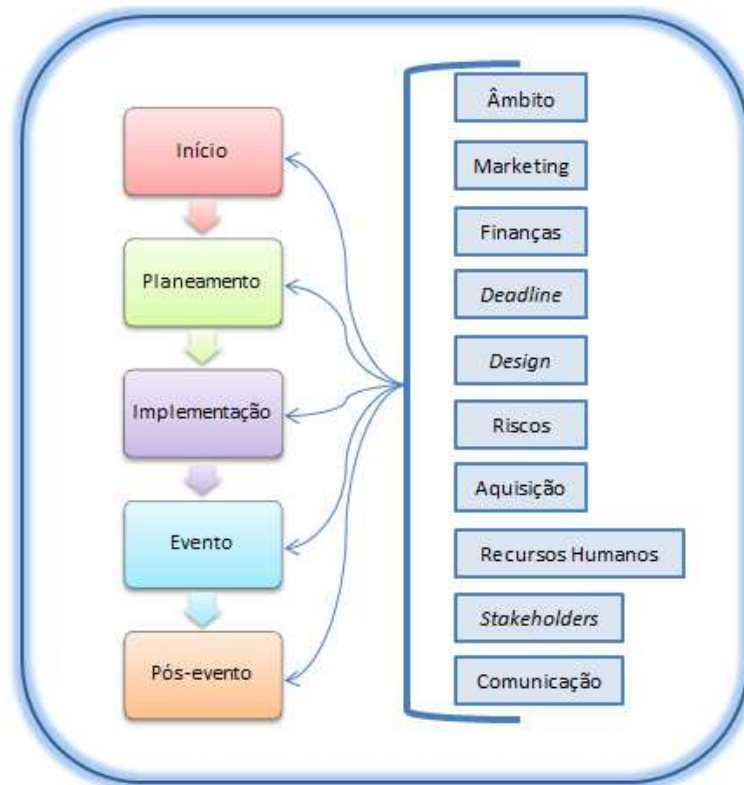 Início
Planeamento
Implementação
Evento
Pós-evento
Âmbito
Marketing
Finanças
Deadline
Design
Riscos
Aquisição
Recursos Humanos
Stakeholders
Comunicação